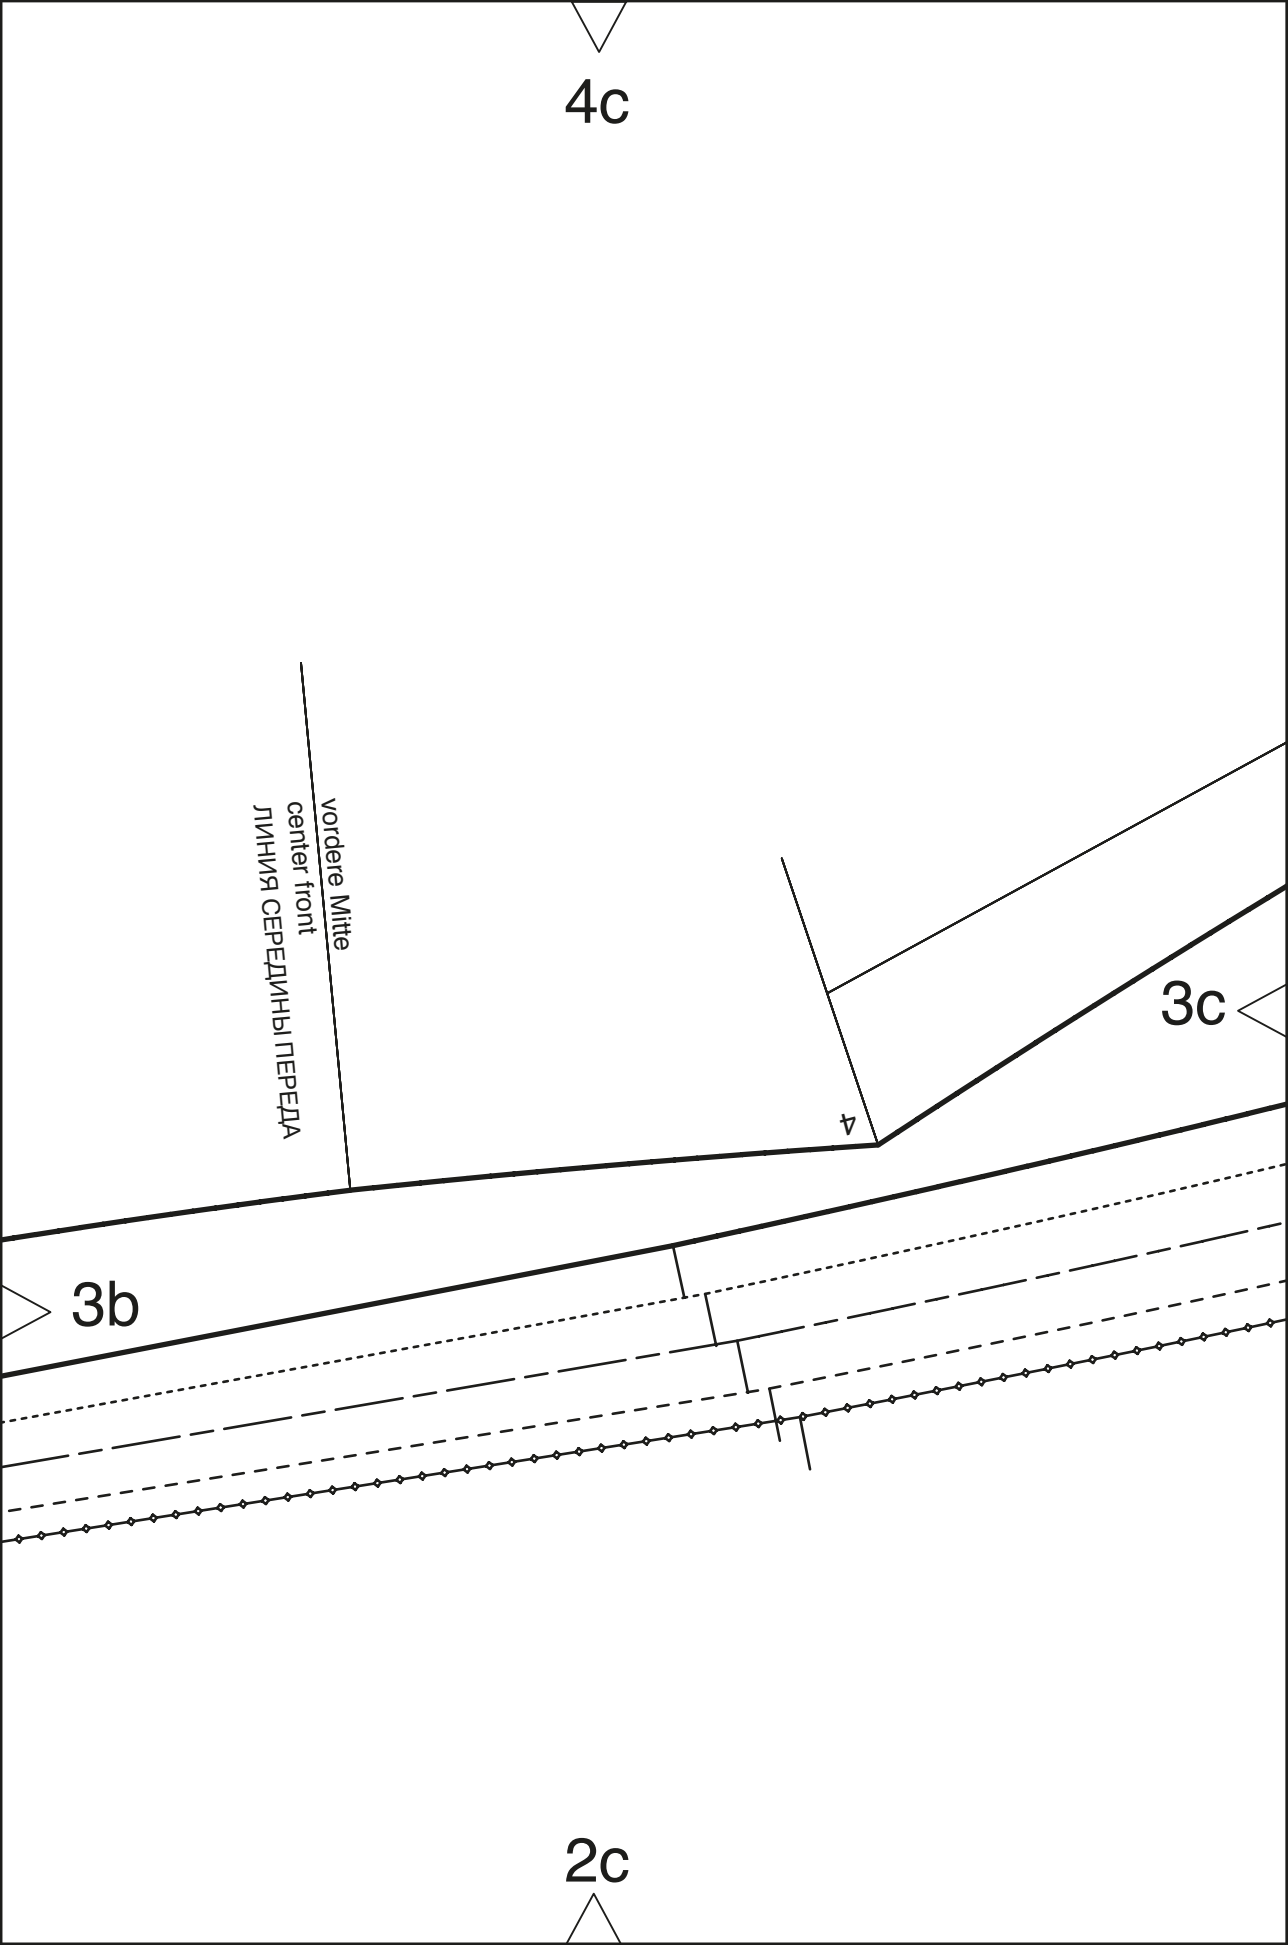 4c
vordere Mitte
center front
ЛИНИЯ СЕРЕДИНЫ ПЕРЕДА
3c
4
3b
2c